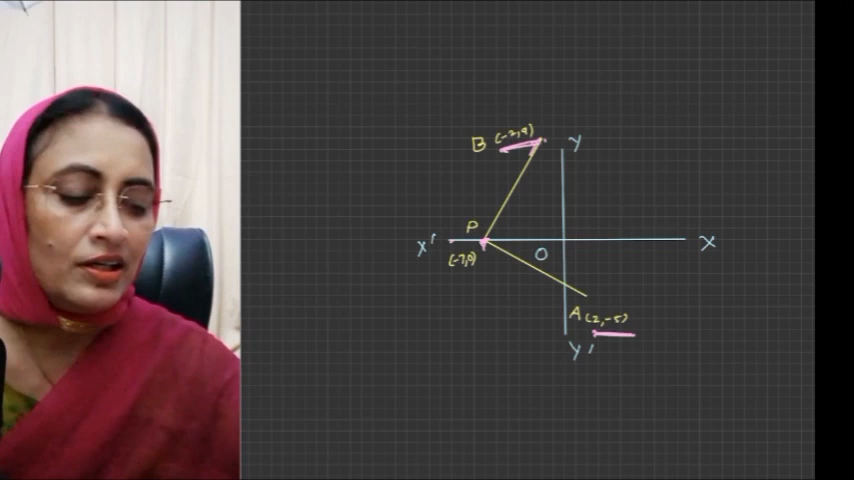 B (-2,9)
Y
P
X' O X
(-7,0)
A (2,-5)
Y'